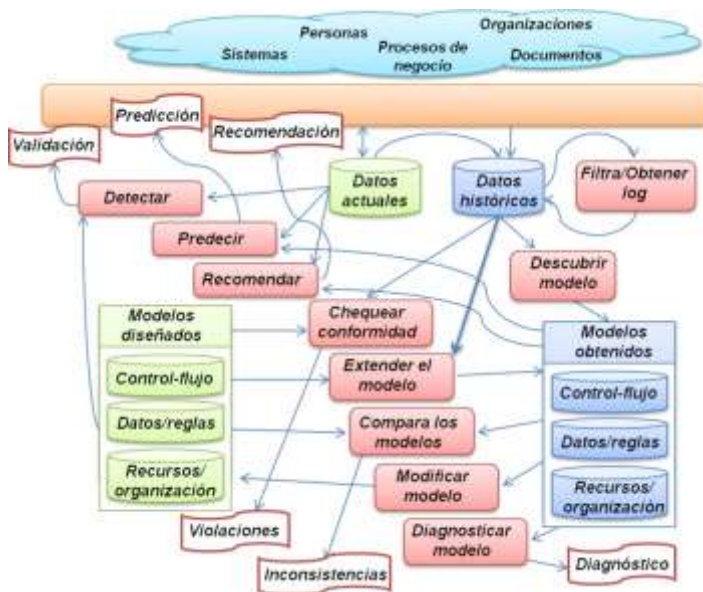 Personas
Organizaciones
Sistemas
Procesos de
negocio
Documentos
Predicción
Recomendación
Validación
Datos
actuales
Datos
históricos
Filtra/Obtener
log
Detectar
Predecir
Recomendar
Descubrir
modelo
Modelos
diseñados
Chequear
conformidad
Modelos
obtenidos
Control-flujo
Extender el
modelo
Control-flujo
Datos/reglas
Compara los
modelos
Datos/reglas
Recursos/
organización
Modificar
modelo
Recursos/
organización
Violaciones
Diagnosticar
modelo
Inconsistencias
Diagnóstico